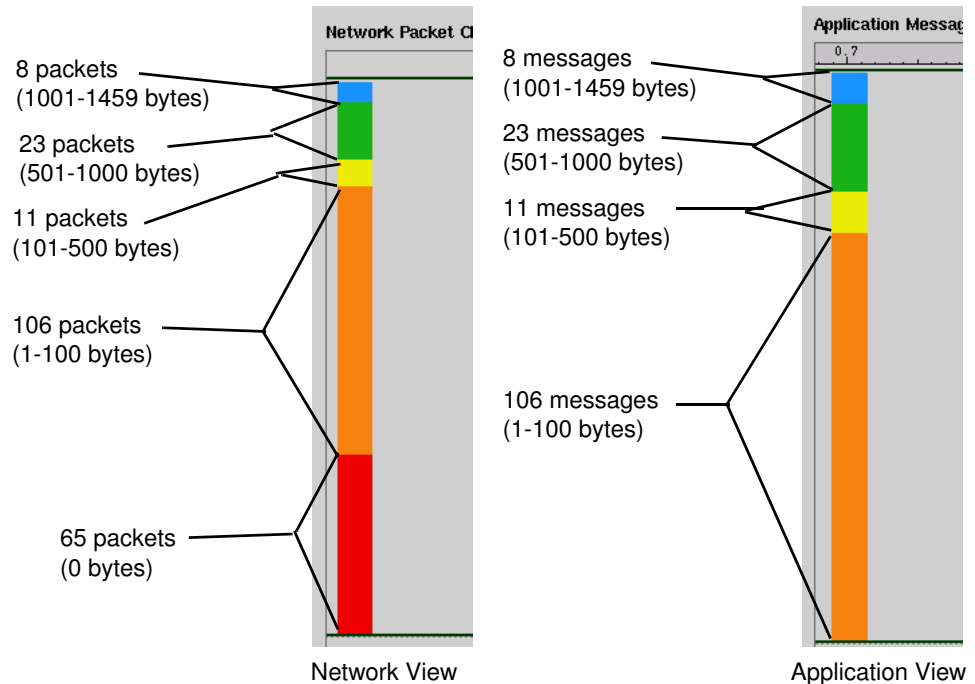 Network Packet
8 packets
(1001-1459 bytes)
23 packets
(501-1000 bytes)
11 packets
(101-500 bytes)
106 packets
(1-100 bytes)
65 packets
(0 bytes)
Network View
Application Messag
0.7
8 messages
(1001-1459 bytes)
23 messages
(501-1000 bytes)
11 messages
(101-500 bytes)
106 messages
(1-100 bytes)
Application View